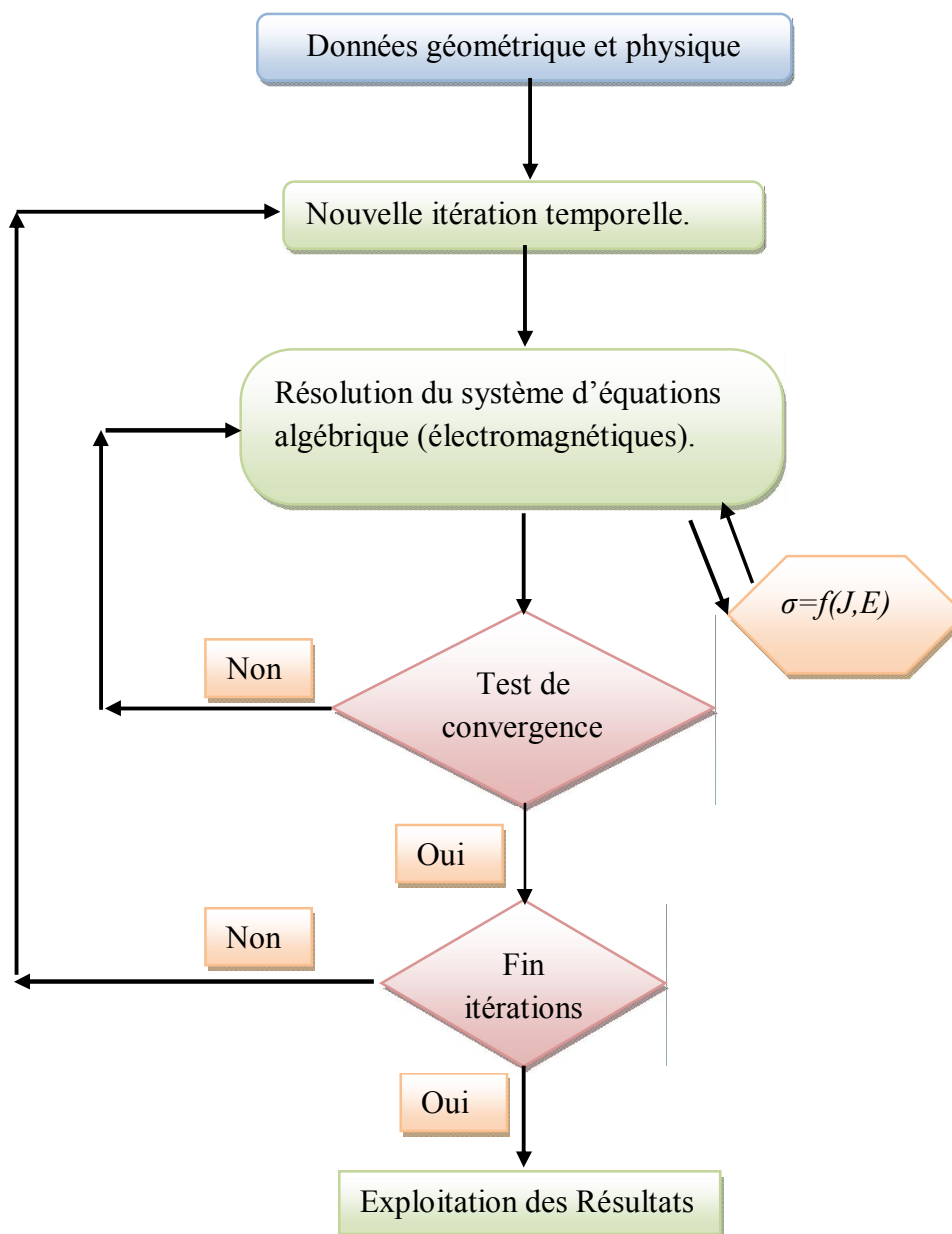 Données géométrique et physique
Nouvelle itération temporelle.
Résolution du système d’équations
algébrique (électromagnétiques).
σ=f(J,E)
Non
Test de
convergence
Oui
Non
Fin
itérations
Oui
Exploitation des Résultats